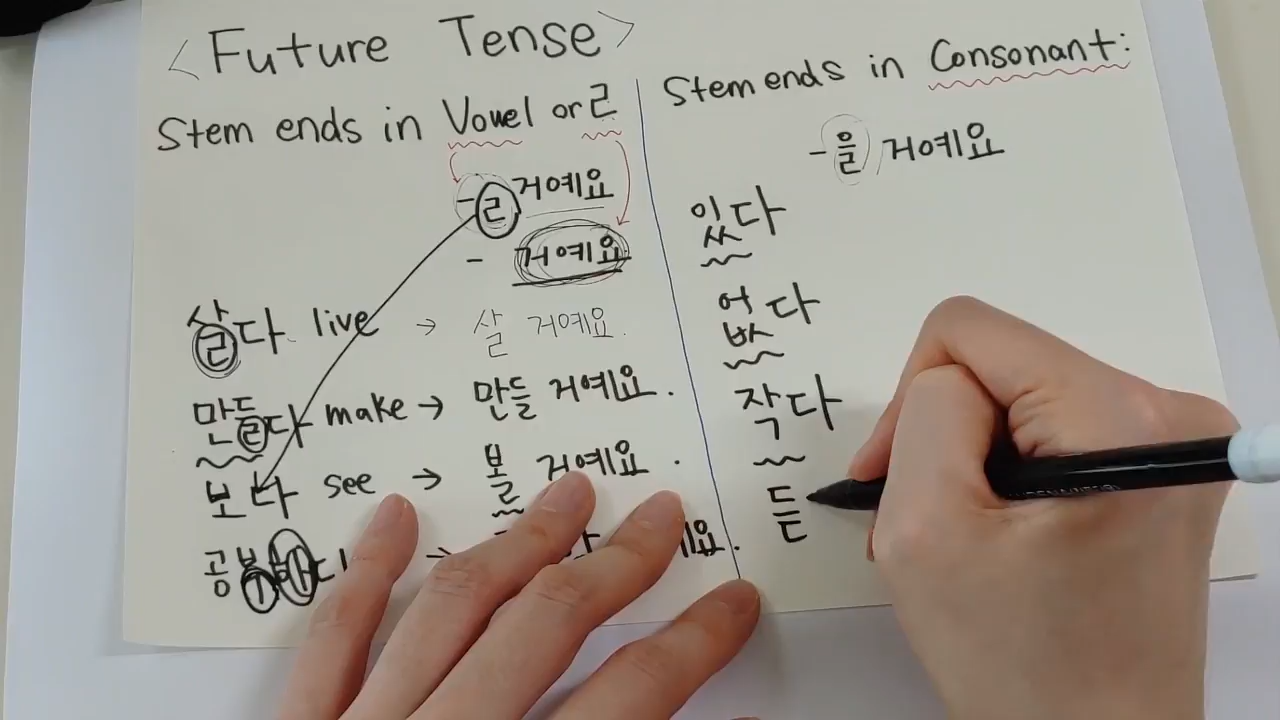 <Future Tense>
Stem ends in Vowel or ㄹ
-ㄹ 거예요
- 거예요
살다 live → 살 거예요.
만들다 make → 만들 거예요.
보다 see → 볼 거예요.
→
Stem ends in Consonant:
-을 거예요
있다
없다
작다
듣